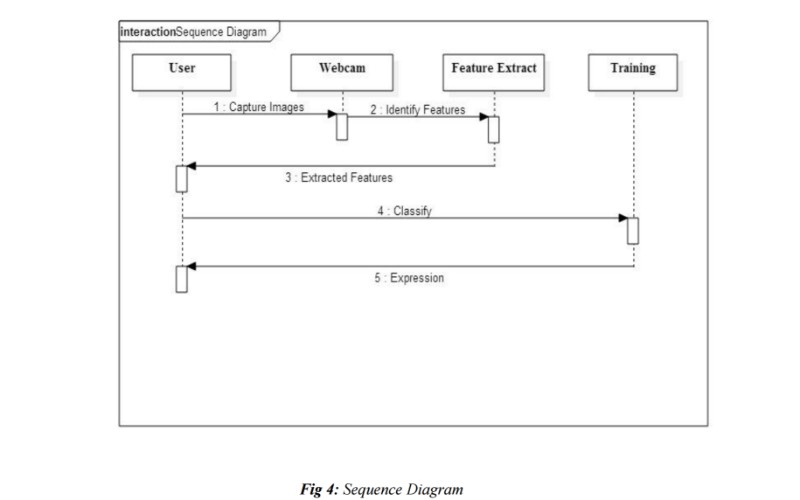 interactionSequence Diagram
User Webcam Feature Extract Training
1 : Capture Images
2 : Identify Features
3 : Extracted Features
4 : Classify
5 : Expression
Fig 4: Sequence Diagram